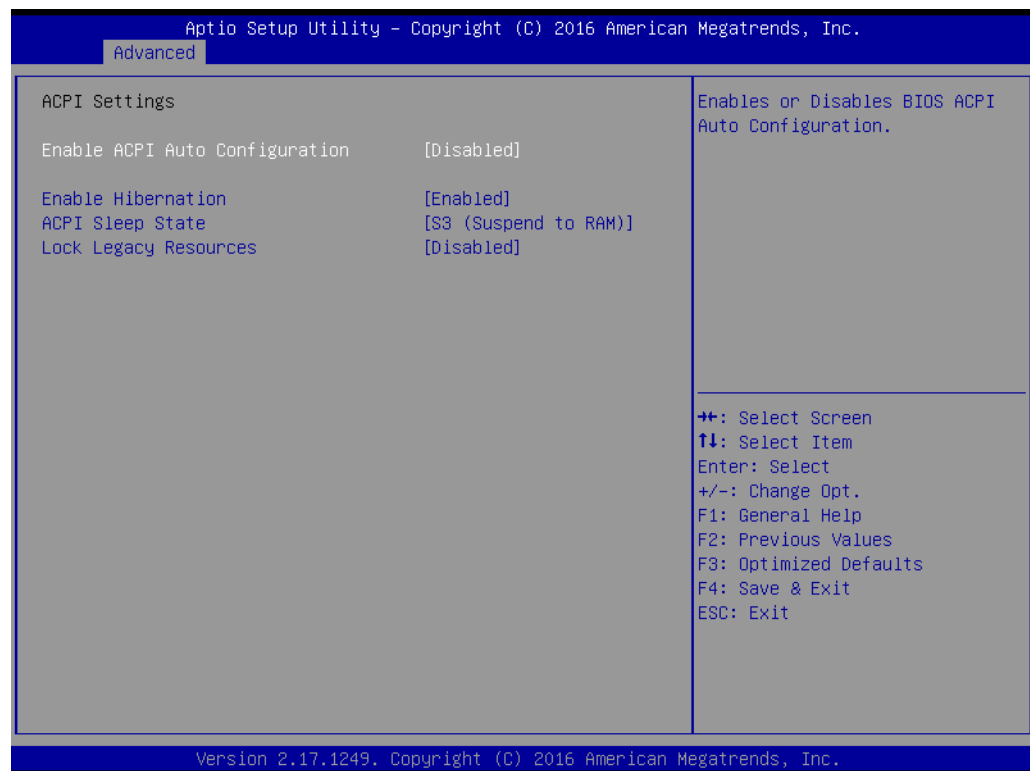 Aptio Setup Utility – Copyright (C) 2016 American Megatrends, Inc.
Advanced
ACPI Settings
Enable ACPI Auto Configuration [Disabled]
Enable Hibernation [Enabled]
ACPI Sleep State [S3 (Suspend to RAM)]
Lock Legacy Resources [Disabled]
Enables or Disables BIOS ACPI
Auto Configuration.
→←: Select Screen
↑↓: Select Item
Enter: Select
+/-: Change Opt.
F1: General Help
F2: Previous Values
F3: Optimized Defaults
F4: Save & Exit
ESC: Exit
Version 2.17.1249. Copyright (C) 2016 American Megatrends, Inc.